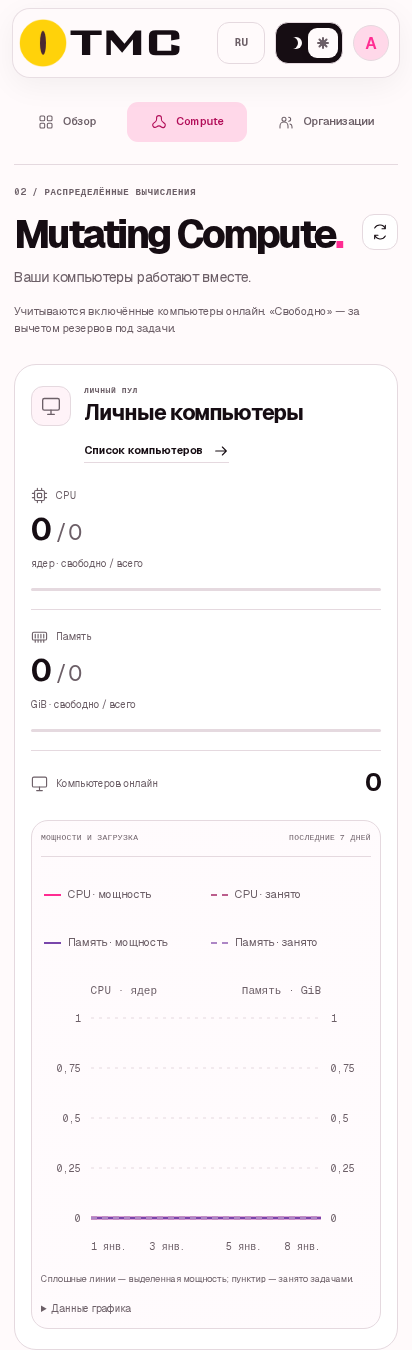 TMC
RU
A
Обзор
Compute
Организации
02 / РАСПРЕДЕЛЁННЫЕ ВЫЧИСЛЕНИЯ
Mutating Compute.
Ваши компьютеры работают вместе.
Учитываются включённые компьютеры онлайн. «Свободно» — за
вычетом резервов под задачи.
ЛИЧНЫЙ ПУЛ
Личные компьютеры
Список компьютеров →
CPU
0 / 0
ядер · свободно / всего
Память
0 / 0
GiB · свободно / всего
Компьютеров онлайн
0
МОЩНОСТИ И ЗАГРУЗКА
ПОСЛЕДНИЕ 7 ДНЕЙ
CPU · мощность
CPU · занято
Память · мощность
Память · занято
CPU · ядер
Память · GiB
1 1
0,75 0,75
0,5 0,5
0,25 0,25
0 0
1 янв. 3 янв. 5 янв. 8 янв.
Сплошные линии — выделенная мощность; пунктир — занято задачами.
▶ Данные графика